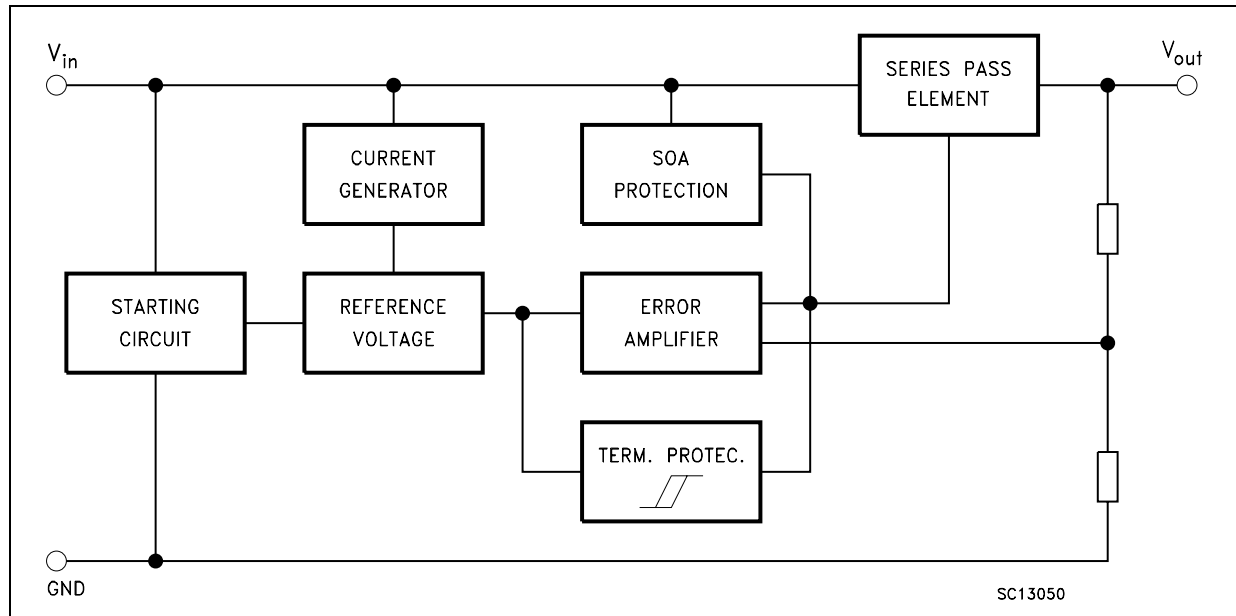 Vin
Vout
SERIES PASS
ELEMENT
CURRENT
GENERATOR
SOA
PROTECTION
STARTING
CIRCUIT
REFERENCE
VOLTAGE
ERROR
AMPLIFIER
TERM. PROTEC.
GND
SC13050